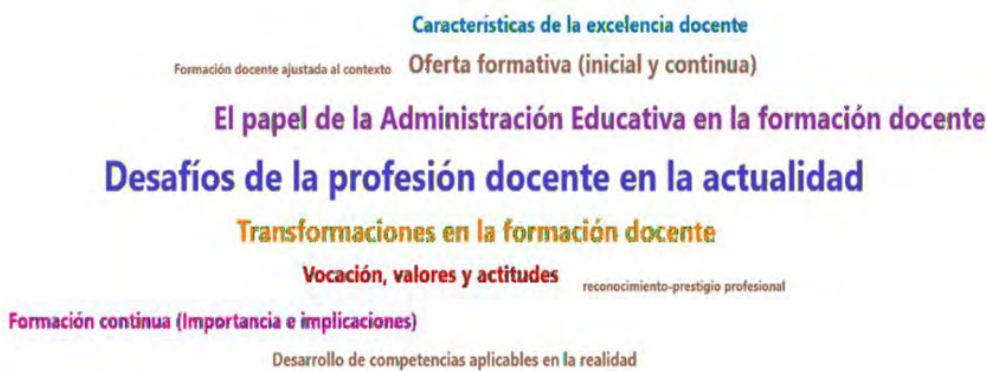 Características de la excelencia docente
Formación docente ajustada al contexto Oferta formativa (inicial y continua)
El papel de la Administración Educativa en la formación docente
Desafíos de la profesión docente en la actualidad
Transformaciones en la formación docente
Vocación, valores y actitudes reconocimiento-prestigio profesional
Formación continua (Importancia e implicaciones)
Desarrollo de competencias aplicables en la realidad